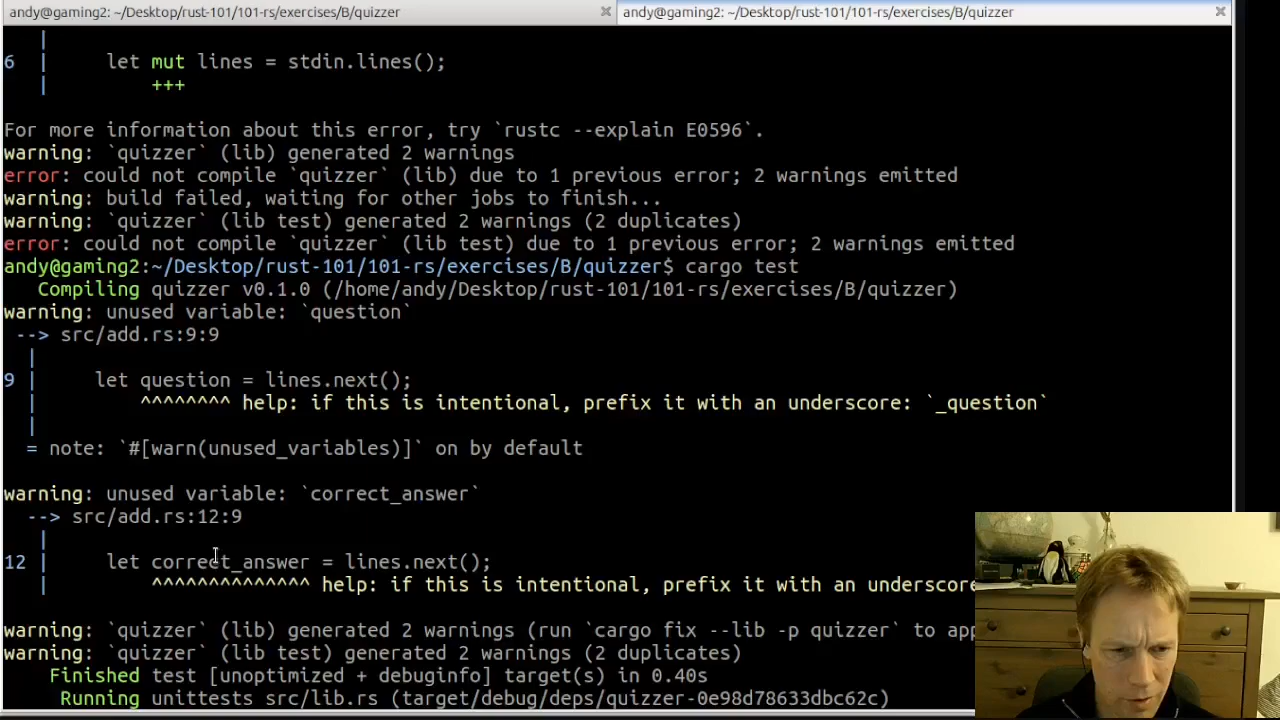 andy@gaming2: ~/Desktop/rust-101/101-rs/exercises/B/quizzer
andy@gaming2: ~/Desktop/rust-101/101-rs/exercises/B/quizzer
|
6 | let mut lines = stdin.lines();
| +++
For more information about this error, try `rustc --explain E0596`.
warning: `quizzer` (lib) generated 2 warnings
error: could not compile `quizzer` (lib) due to 1 previous error; 2 warnings emitted
warning: build failed, waiting for other jobs to finish...
warning: `quizzer` (lib test) generated 2 warnings (2 duplicates)
error: could not compile `quizzer` (lib test) due to 1 previous error; 2 warnings emitted
andy@gaming2:~/Desktop/rust-101/101-rs/exercises/B/quizzer$ cargo test
Compiling quizzer v0.1.0 (/home/andy/Desktop/rust-101/101-rs/exercises/B/quizzer)
warning: unused variable: `question`
--> src/add.rs:9:9
|
9 | let question = lines.next();
| ^^^^^^^^ help: if this is intentional, prefix it with an underscore: `_question`
|
= note: `#[warn(unused_variables)]` on by default
warning: unused variable: `correct_answer`
--> src/add.rs:12:9
|
12 | let correct_answer = lines.next();
| ^^^^^^^^^^^^^^ help: if this is intentional, prefix it with an underscore
warning: `quizzer` (lib) generated 2 warnings (run `cargo fix --lib -p quizzer` to app
warning: `quizzer` (lib test) generated 2 warnings (2 duplicates)
Finished test [unoptimized + debuginfo] target(s) in 0.40s
Running unittests src/lib.rs (target/debug/deps/quizzer-0e98d78633dbc62c)